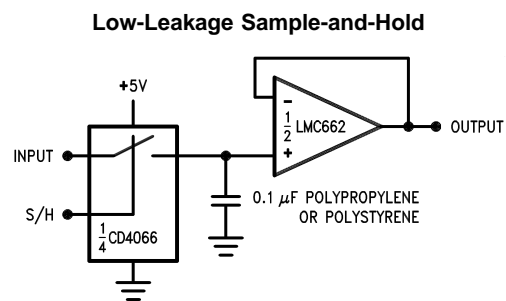 Low-Leakage Sample-and-Hold
+5V
INPUT
S/H
1/4 CD4066
-
+
1/2 LMC662
OUTPUT
0.1 μF POLYPROPYLENE
OR POLYSTYRENE